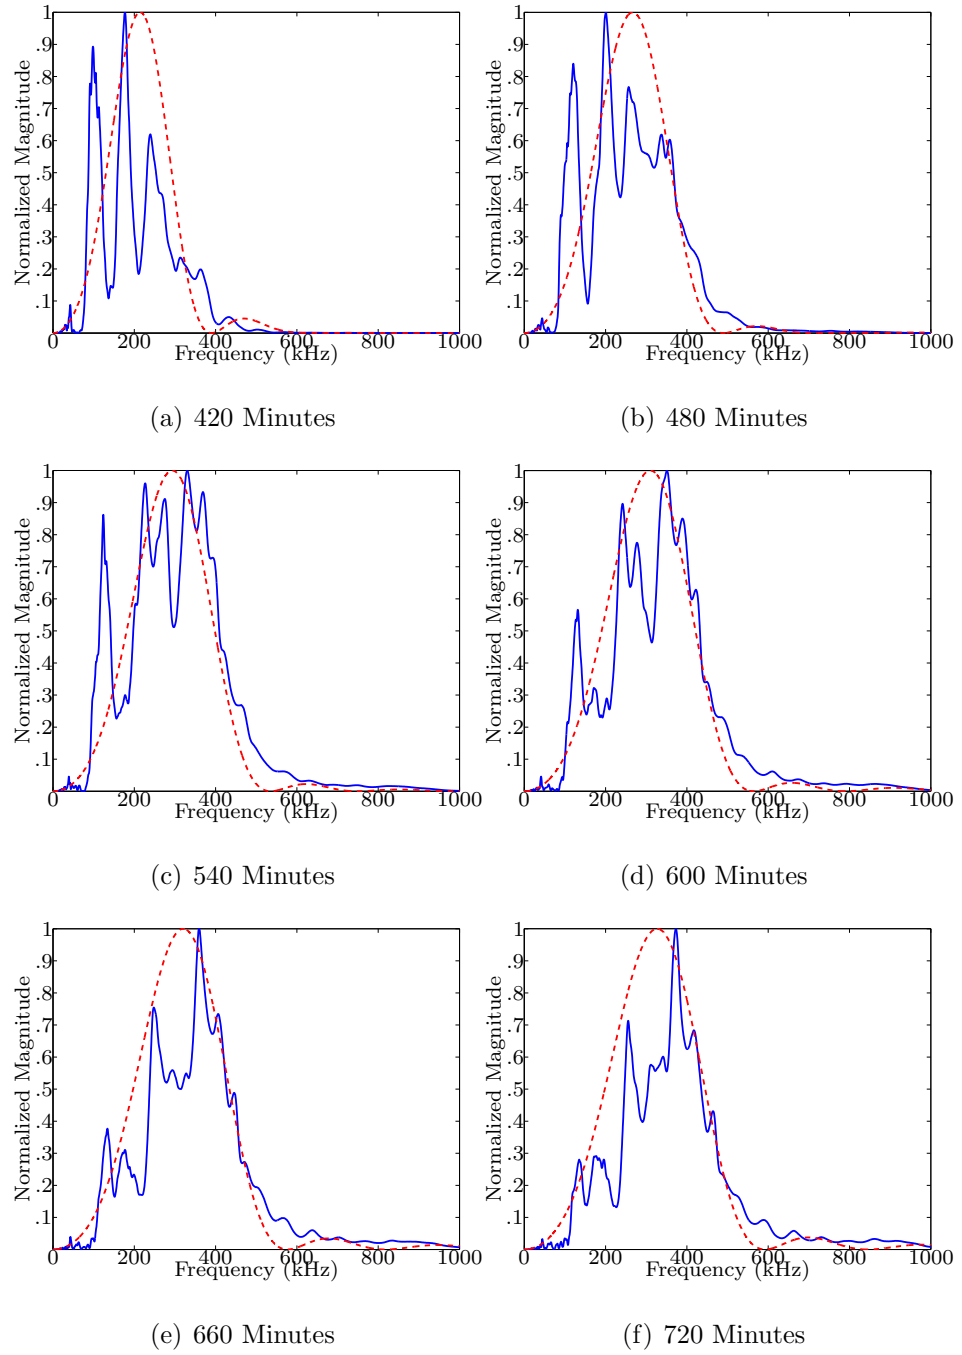 1
.9
.8
.7
.6
.5
.4
.3
.2
.1
Normalized Magnitude
0 200 400 600 800 1000
Frequency (kHz)
(a) 420 Minutes
1
.9
.8
.7
.6
.5
.4
.3
.2
.1
Normalized Magnitude
0 200 400 600 800 1000
Frequency (kHz)
(b) 480 Minutes
1
.9
.8
.7
.6
.5
.4
.3
.2
.1
Normalized Magnitude
0 200 400 600 800 1000
Frequency (kHz)
(c) 540 Minutes
1
.9
.8
.7
.6
.5
.4
.3
.2
.1
Normalized Magnitude
0 200 400 600 800 1000
Frequency (kHz)
(d) 600 Minutes
1
.9
.8
.7
.6
.5
.4
.3
.2
.1
Normalized Magnitude
0 200 400 600 800 1000
Frequency (kHz)
(e) 660 Minutes
1
.9
.8
.7
.6
.5
.4
.3
.2
.1
Normalized Magnitude
0 200 400 600 800 1000
Frequency (kHz)
(f) 720 Minutes